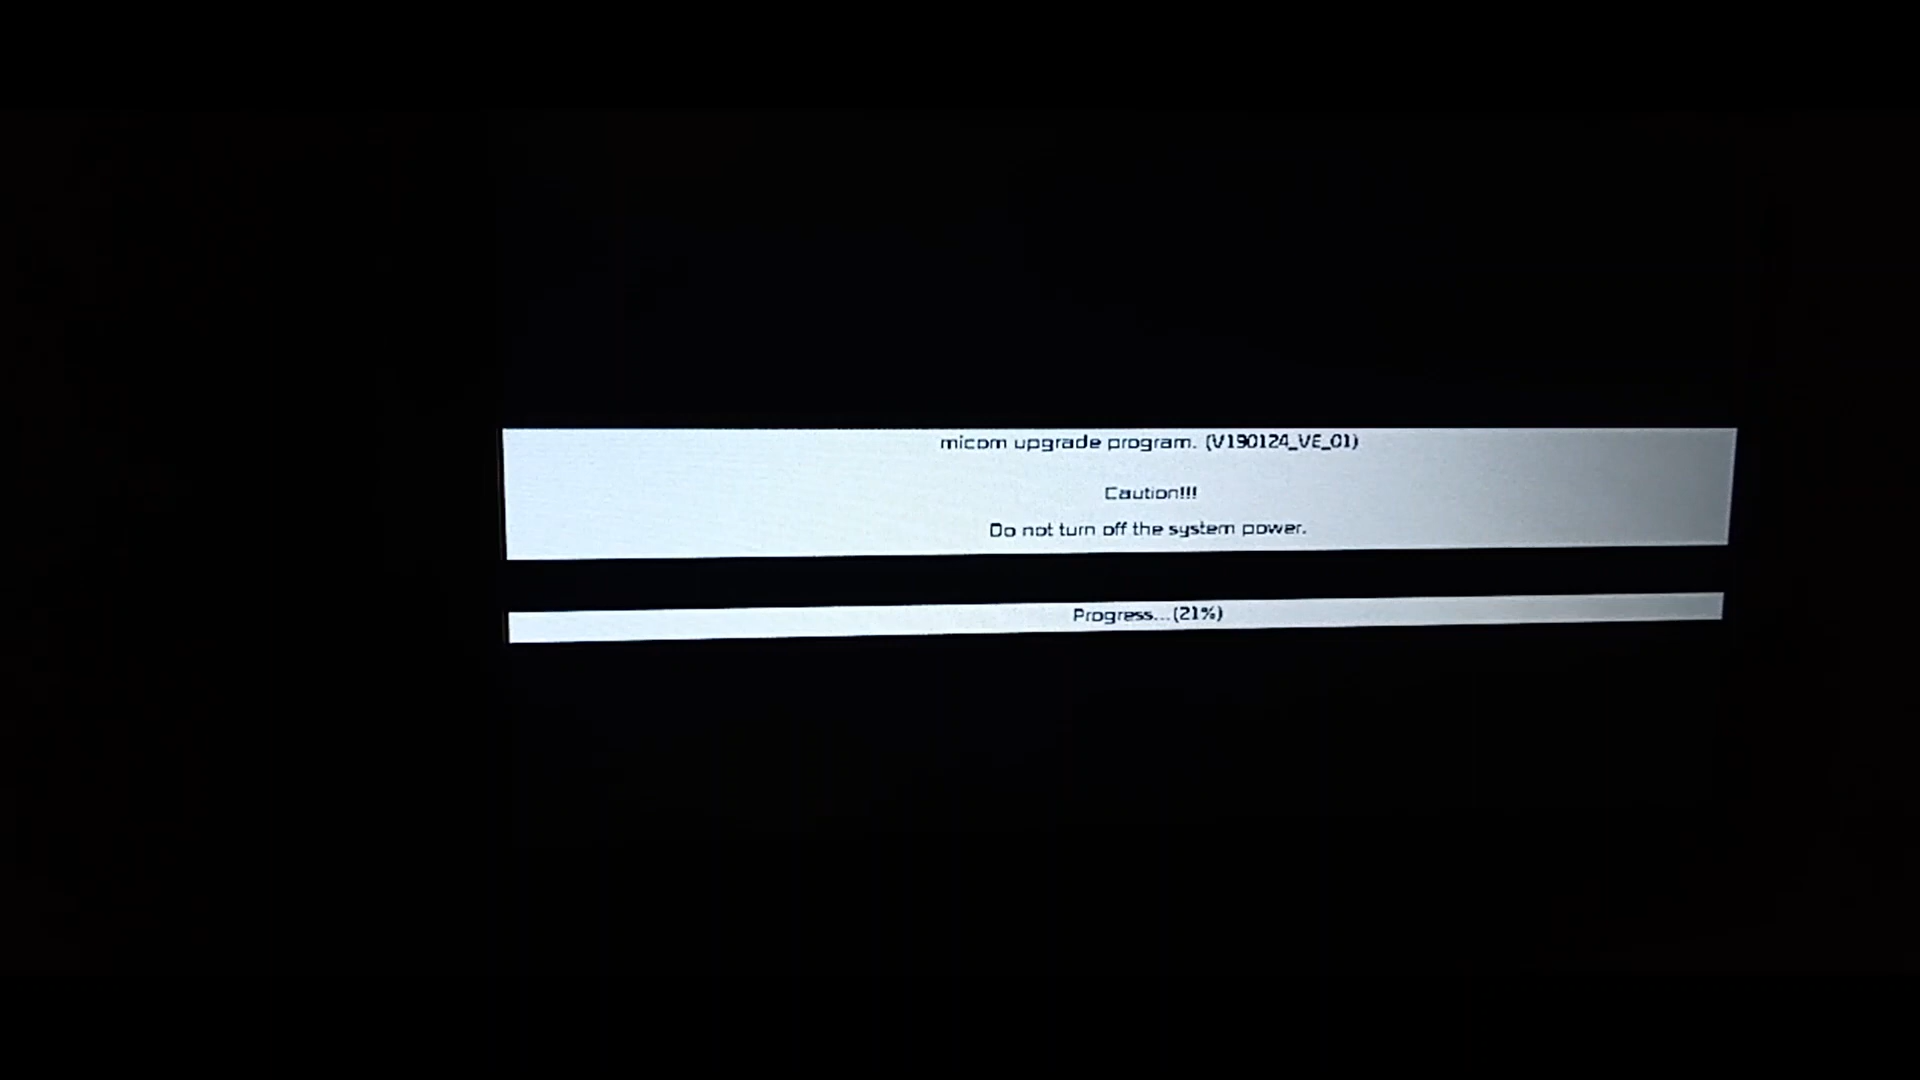 micom upgrade program. (V190124_VE_01)
Caution!!!
Do not turn off the system power.
Progress...(21%)